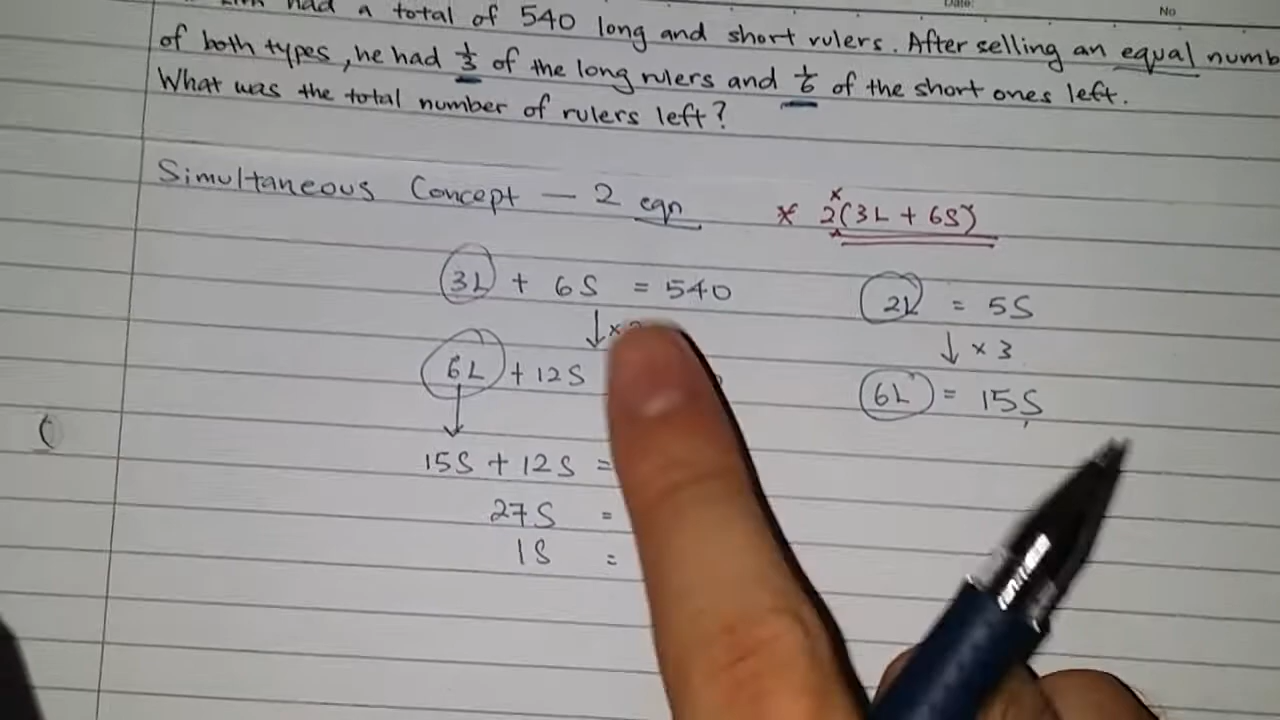 Date:
No
had a total of 540 long and short rulers. After selling an equal
of both types, he had 1/3 of the long rulers and 1/6 of the short ones left.
What was the total number of rulers left?
Simultaneous Concept — 2 eqn
* 2(3L + 6S)
3L + 6S = 540
2L = 5S
↓ ×
↓ × 3
6L + 12S
6L = 15S
15S + 12S =
27S =
1S =